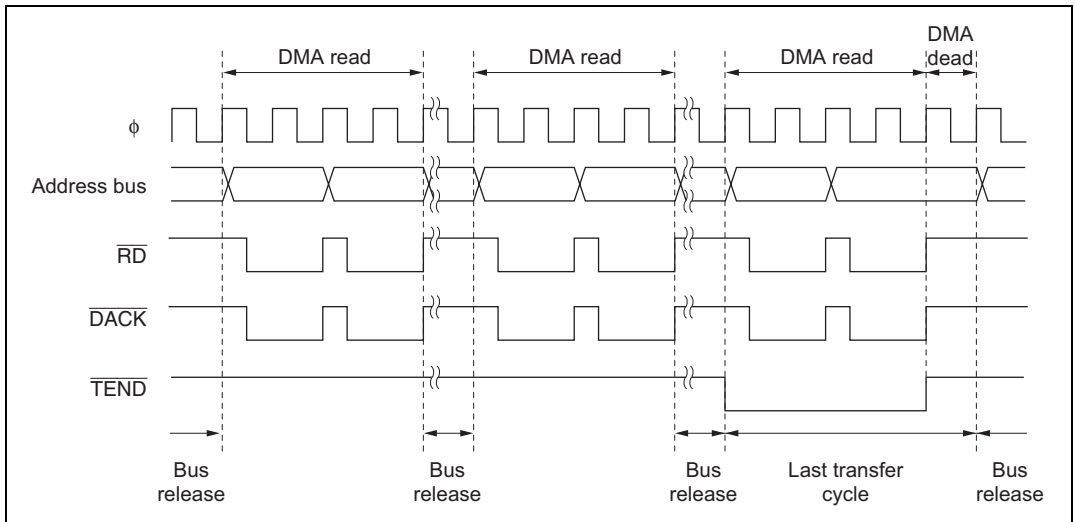 DMA read
DMA read
DMA read
DMA
dead
ϕ
Address bus
RD
DACK
TEND
Bus
release
Bus
release
Bus
release
Last transfer
cycle
Bus
release